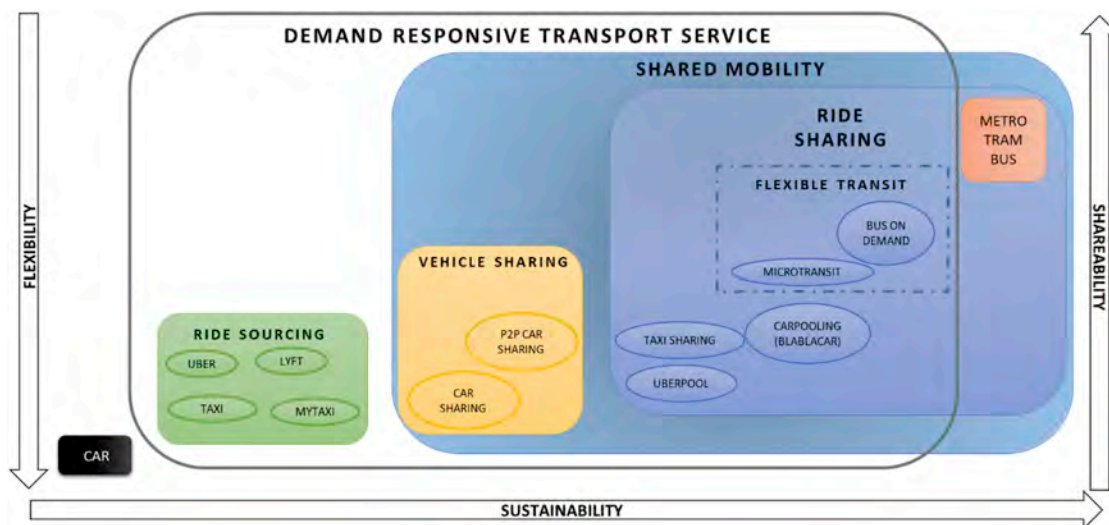 DEMAND RESPONSIVE TRANSPORT SERVICE
SHARED MOBILITY
RIDE
SHARING
METRO
TRAM
BUS
FLEXIBLE TRANSIT
BUS ON
DEMAND
MICROTRANSIT
VEHICLE SHARING
P2P CAR
SHARING
CAR
SHARING
TAXI SHARING
CARPOOLING
(BLABLACAR)
UBERPOOL
RIDE SOURCING
UBER
LYFT
TAXI
MYTAXI
CAR
FLEXIBILITY
SHAREABILITY
SUSTAINABILITY